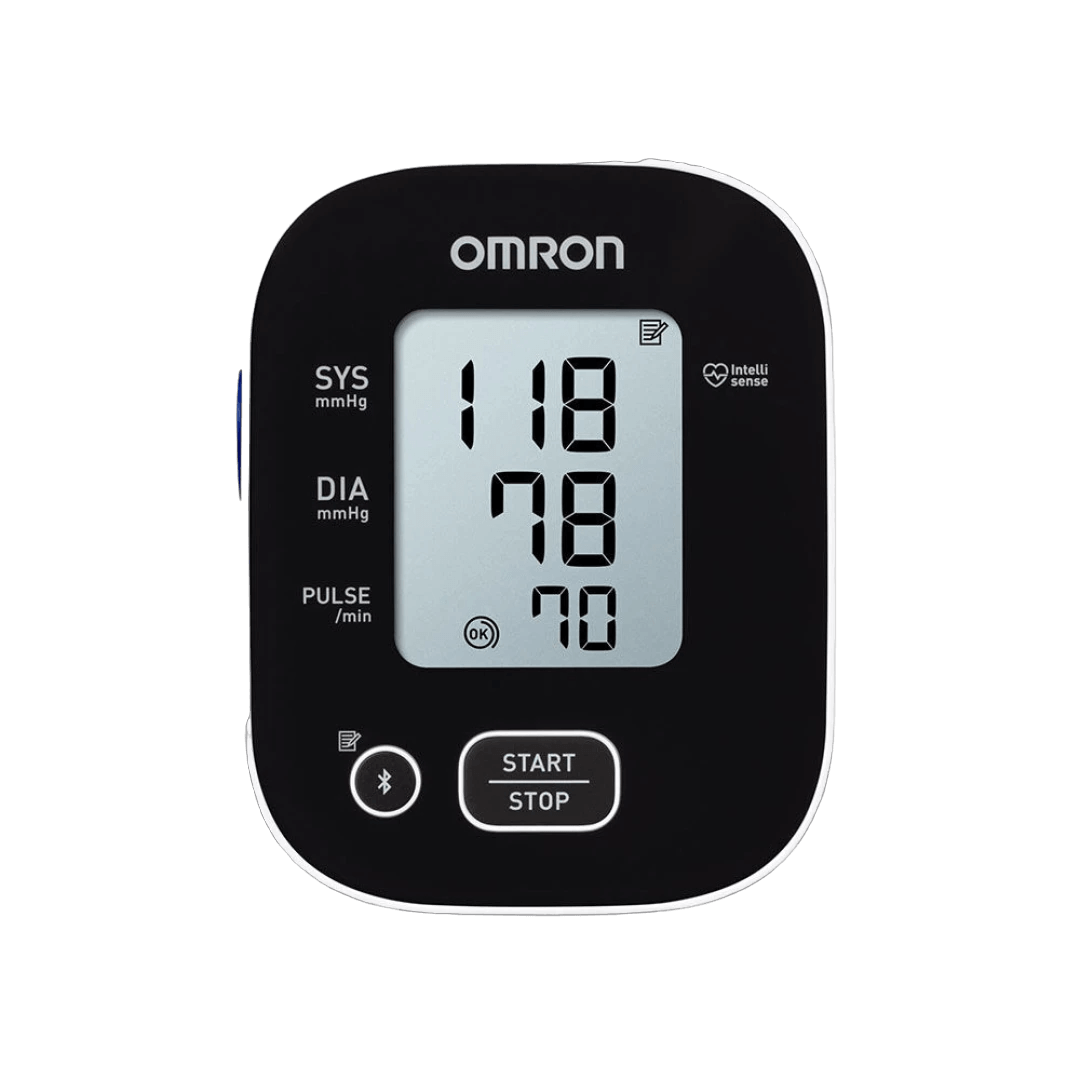 OMRON
SYS
mmHg
118
Intelli
sense
DIA
mmHg
78
PULSE
/min
OK
70
START
STOP